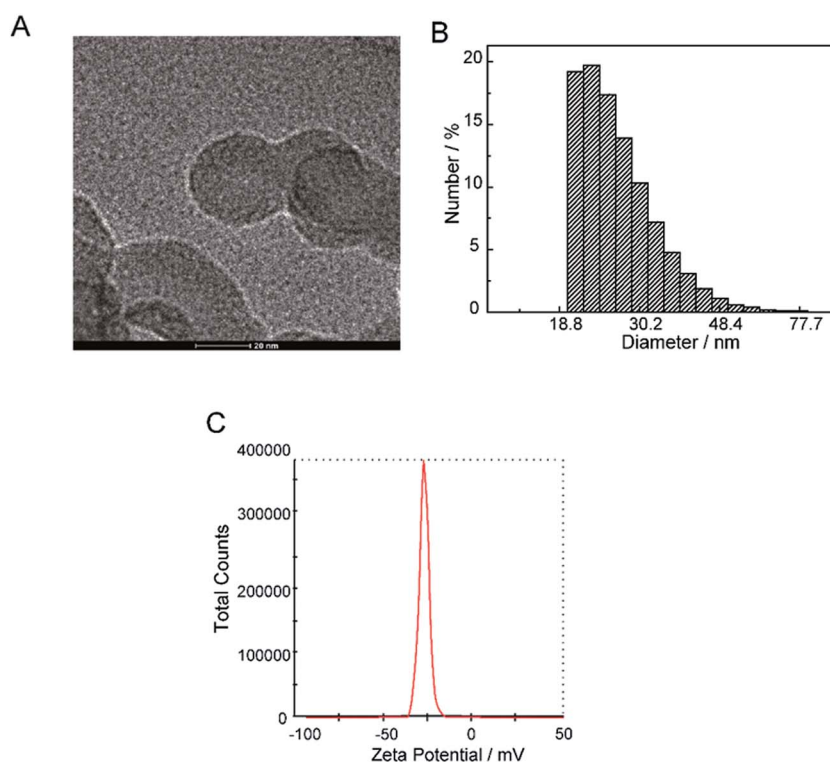 A
20 nm
B
Number / %
20
15
10
5
0
18.8 30.2 48.4 77.7
Diameter / nm
C
Total Counts
400000
300000
200000
100000
0
-100 -50 0 50
Zeta Potential / mV